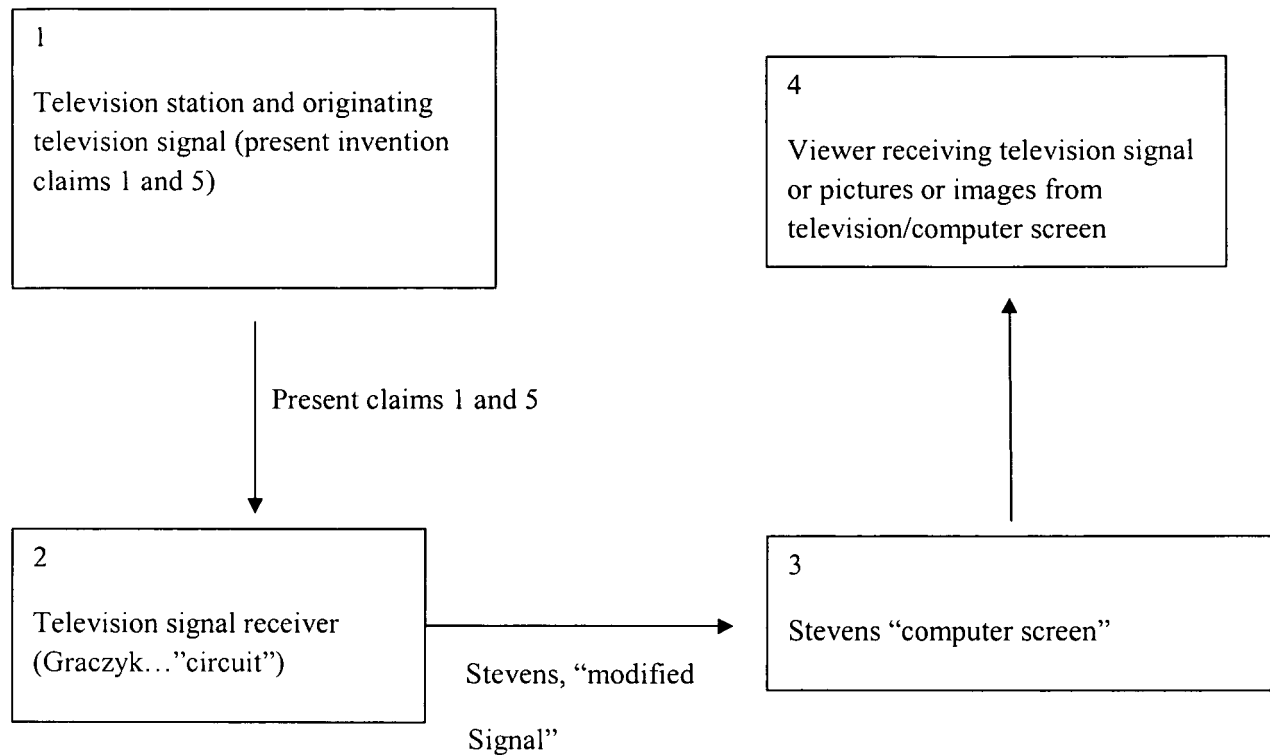 1
Television station and originating
television signal (present invention
claims 1 and 5)
Present claims 1 and 5
2
Television signal receiver
(Graczyk…"circuit")
Stevens, “modified
Signal”
3
Stevens “computer screen”
4
Viewer receiving television signal
or pictures or images from
television/computer screen